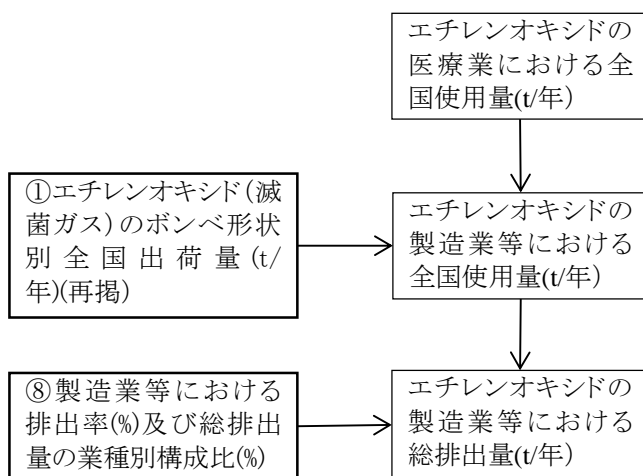 エチレンオキシドの
医療業における全
国使用量(t/年)
①エチレンオキシド(滅
菌ガス)のボンベ形状
別全国出荷量(t/
年)(再掲)
エチレンオキシドの
製造業等における
全国使用量(t/年)
⑧製造業等における
排出率(%)及び総排出
量の業種別構成比(%)
エチレンオキシドの
製造業等における
総排出量(t/年)